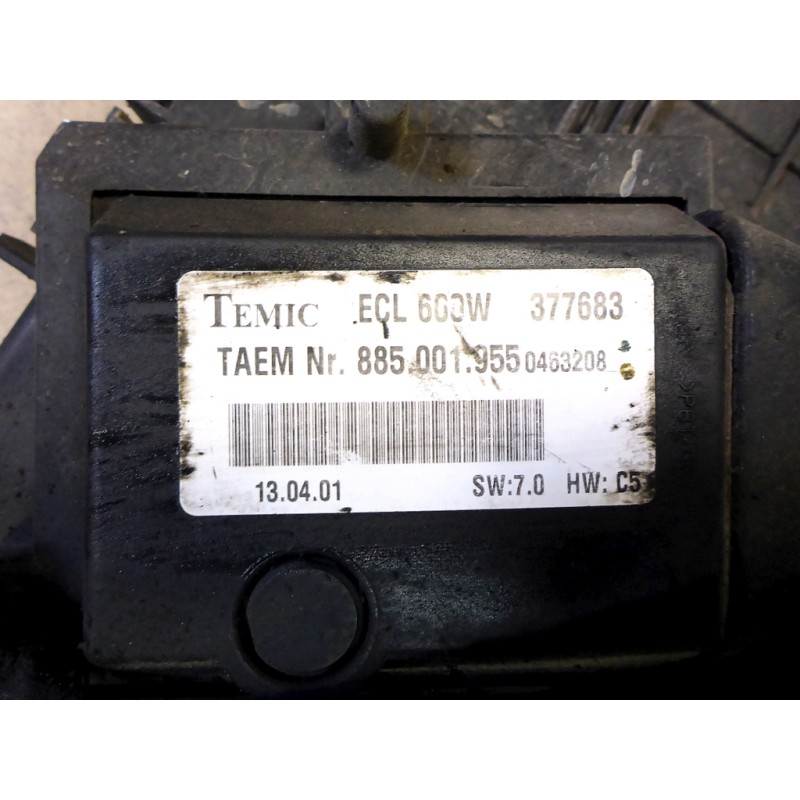 TEMIC ECL 600W 377683
TAEM Nr. 885.001.955 0463208
13.04.01 SW:7.0 HW: C5